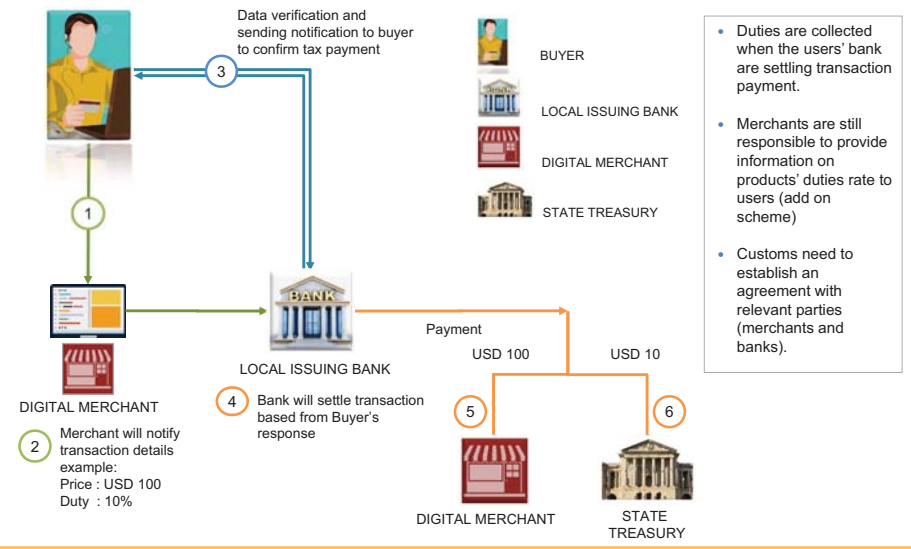 Data verification and
sending notification to buyer
to confirm tax payment
3
1
BUYER
LOCAL ISSUING BANK
DIGITAL MERCHANT
STATE TREASURY
• Duties are collected
when the users' bank
are settling transaction
payment.
• Merchants are still
responsible to provide
information on
products' duties rate to
users (add on
scheme)
• Customs need to
establish an
agreement with
relevant parties
(merchants and
banks).
BANK
LOCAL ISSUING BANK
DIGITAL MERCHANT
2
Merchant will notify
transaction details
example:
Price : USD 100
Duty : 10%
4
Bank will settle transaction
based from Buyer's
response
Payment
USD 100
USD 10
5
6
DIGITAL MERCHANT
STATE
TREASURY